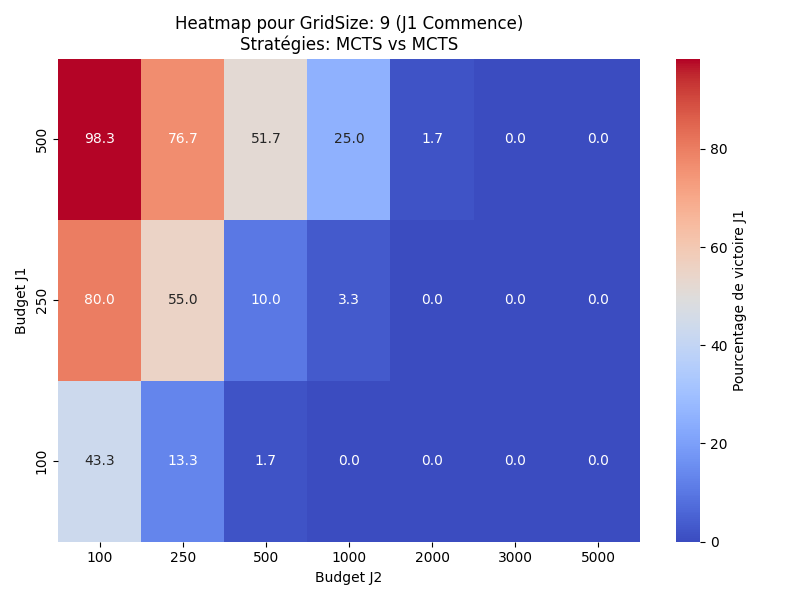 Heatmap pour GridSize: 9 (J1 Commence)
Stratégies: MCTS vs MCTS
Budget J1
500
98.3 76.7 51.7 25.0 1.7 0.0 0.0
250
80.0 55.0 10.0 3.3 0.0 0.0 0.0
100
43.3 13.3 1.7 0.0 0.0 0.0 0.0
100 250 500 1000 2000 3000 5000
Budget J2
80
60
40
20
0
Pourcentage de victoire J1